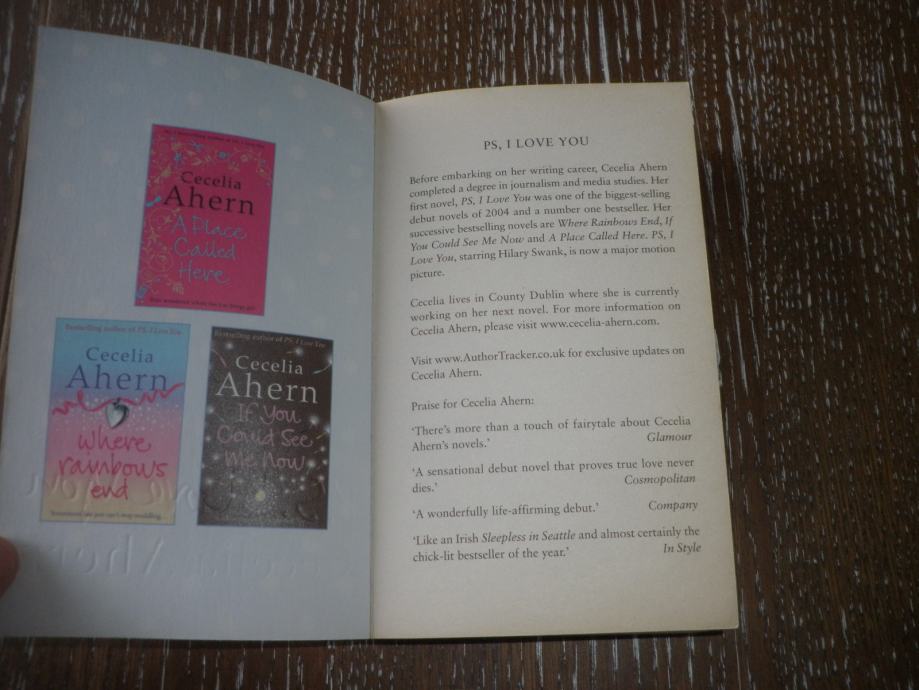 Cecelia
Ahern
A Place
Called
Here
Bestselling author of PS, I Love You
Cecelia
Ahern
where
rainbows
end
Bestselling author of PS, I Love You
Cecelia
Ahern
If You
Could See
Me Now
PS, I LOVE YOU
Before embarking on her writing career, Cecelia Ahern
completed a degree in journalism and media studies. Her
first novel, PS, I Love You was one of the biggest-selling
debut novels of 2004 and a number one bestseller. Her
successive bestselling novels are Where Rainbows End, If
You Could See Me Now and A Place Called Here. PS, I
Love You, starring Hilary Swank, is now a major motion
picture.
Cecelia lives in County Dublin where she is currently
working on her next novel. For more information on
Cecelia Ahern, please visit www.cecelia-ahern.com.
Visit www.AuthorTracker.co.uk for exclusive updates on
Cecelia Ahern.
Praise for Cecelia Ahern:
‘There’s more than a touch of fairytale about Cecelia
Ahern’s novels.’ Glamour
‘A sensational debut novel that proves true love never
dies.’ Cosmopolitan
‘A wonderfully life-affirming debut.’ Company
‘Like an Irish Sleepless in Seattle and almost certainly the
chick-lit bestseller of the year.’ In Style